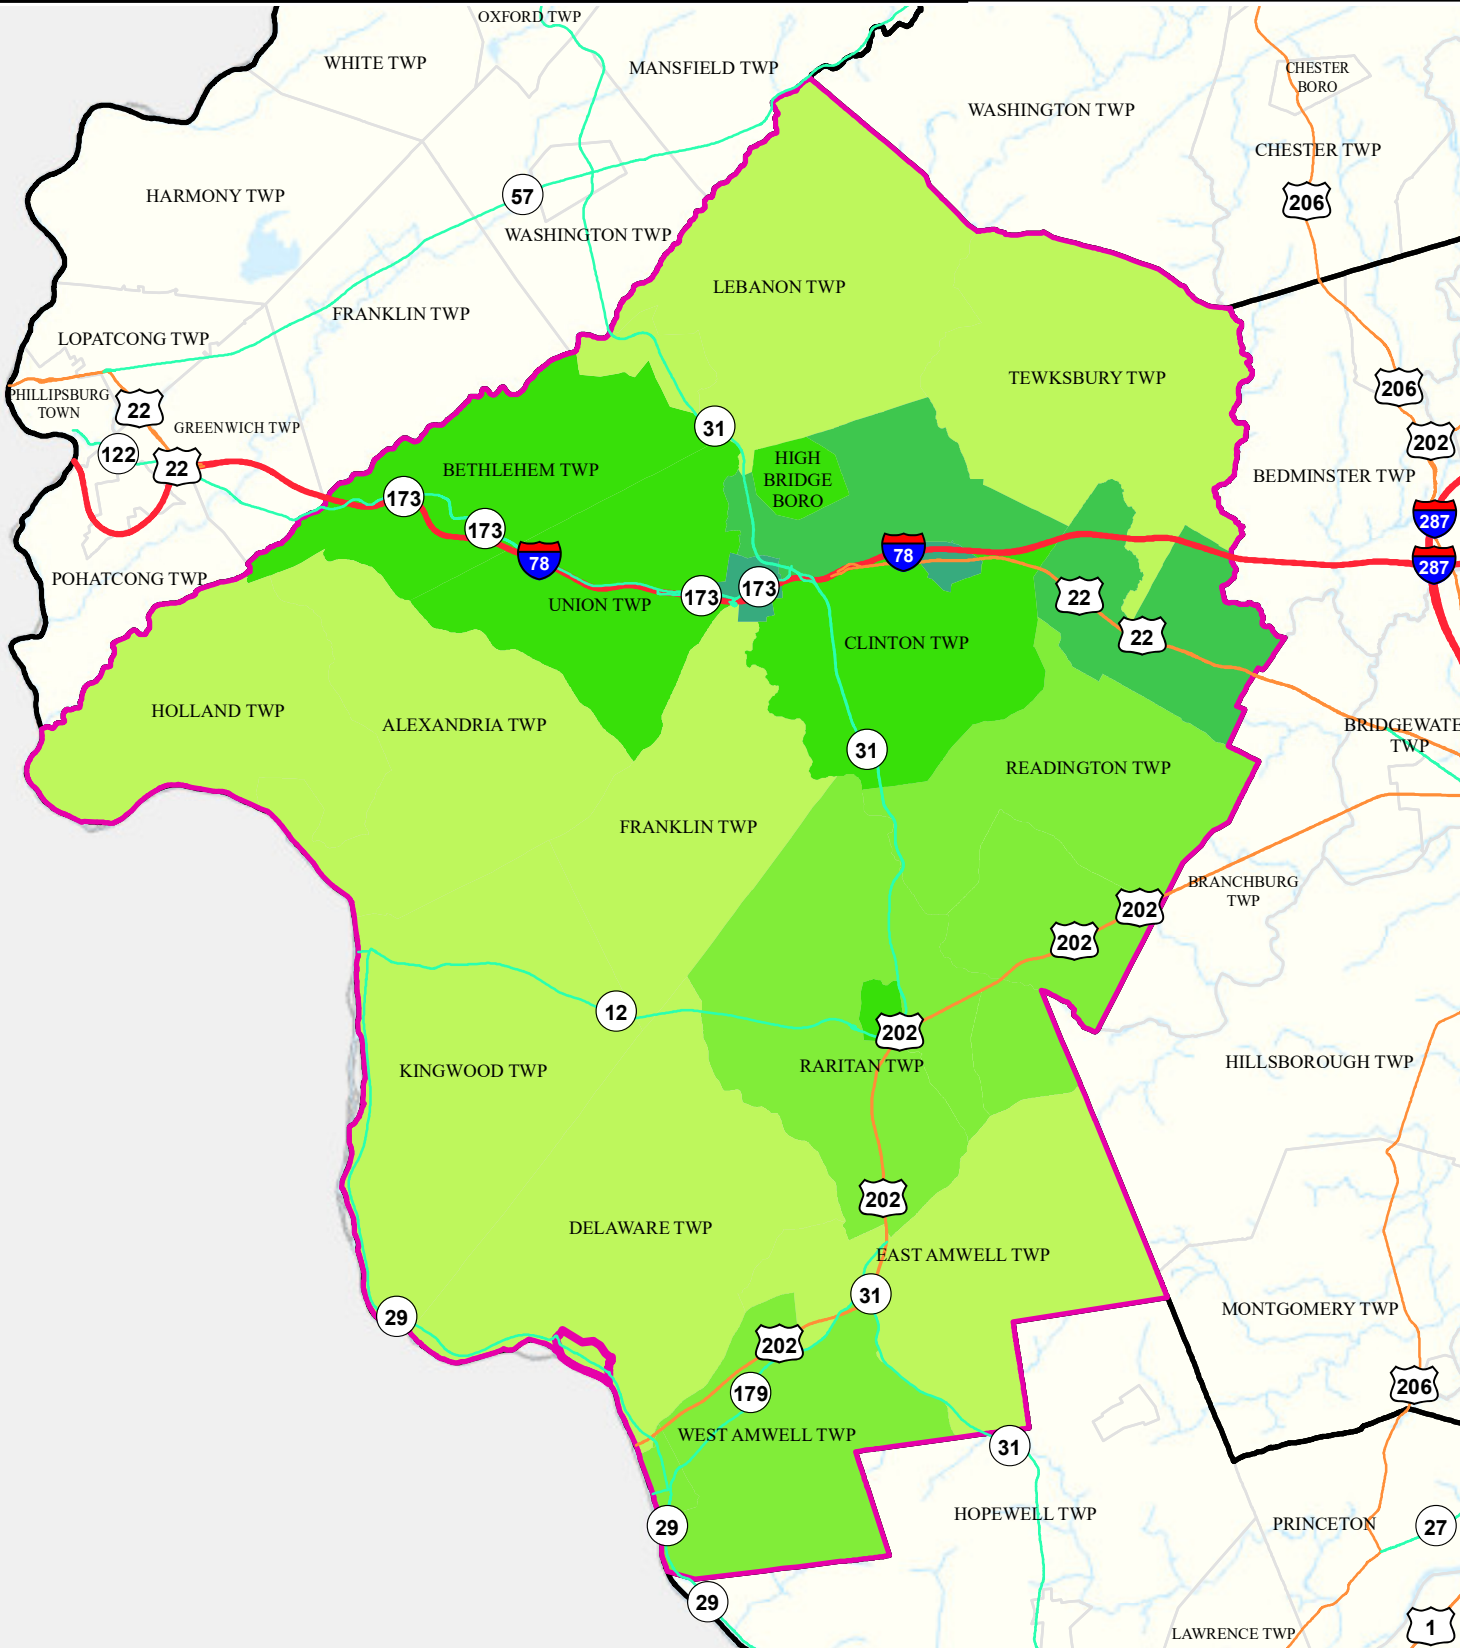 OXFORD TWP
WHITE TWP
MANSFIELD TWP
CHESTER
BORO
WASHINGTON TWP
CHESTER TWP
HARMONY TWP
57
206
WASHINGTON TWP
LEBANON TWP
FRANKLIN TWP
LOPATCONG TWP
TEWKSBURY TWP
206
PHILLIPSBURG
TOWN
22
GREENWICH TWP
31
202
122
22
BETHLEHEM TWP
HIGH
BRIDGE
BORO
BEDMINSTER TWP
173
173
287
78
78
287
POHATCONG TWP
UNION TWP
173
173
22
22
CLINTON TWP
HOLLAND TWP
ALEXANDRIA TWP
BRIDGEWATE
TWP
31
READINGTON TWP
FRANKLIN TWP
BRANCHBURG
TWP
202
202
12
202
KINGWOOD TWP
RARITAN TWP
HILLSBOROUGH TWP
202
DELAWARE TWP
EAST AMWELL TWP
31
29
MONTGOMERY TWP
202
179
206
WEST AMWELL TWP
31
HOPEWELL TWP
29
PRINCETON
27
29
LAWRENCE TWP
1